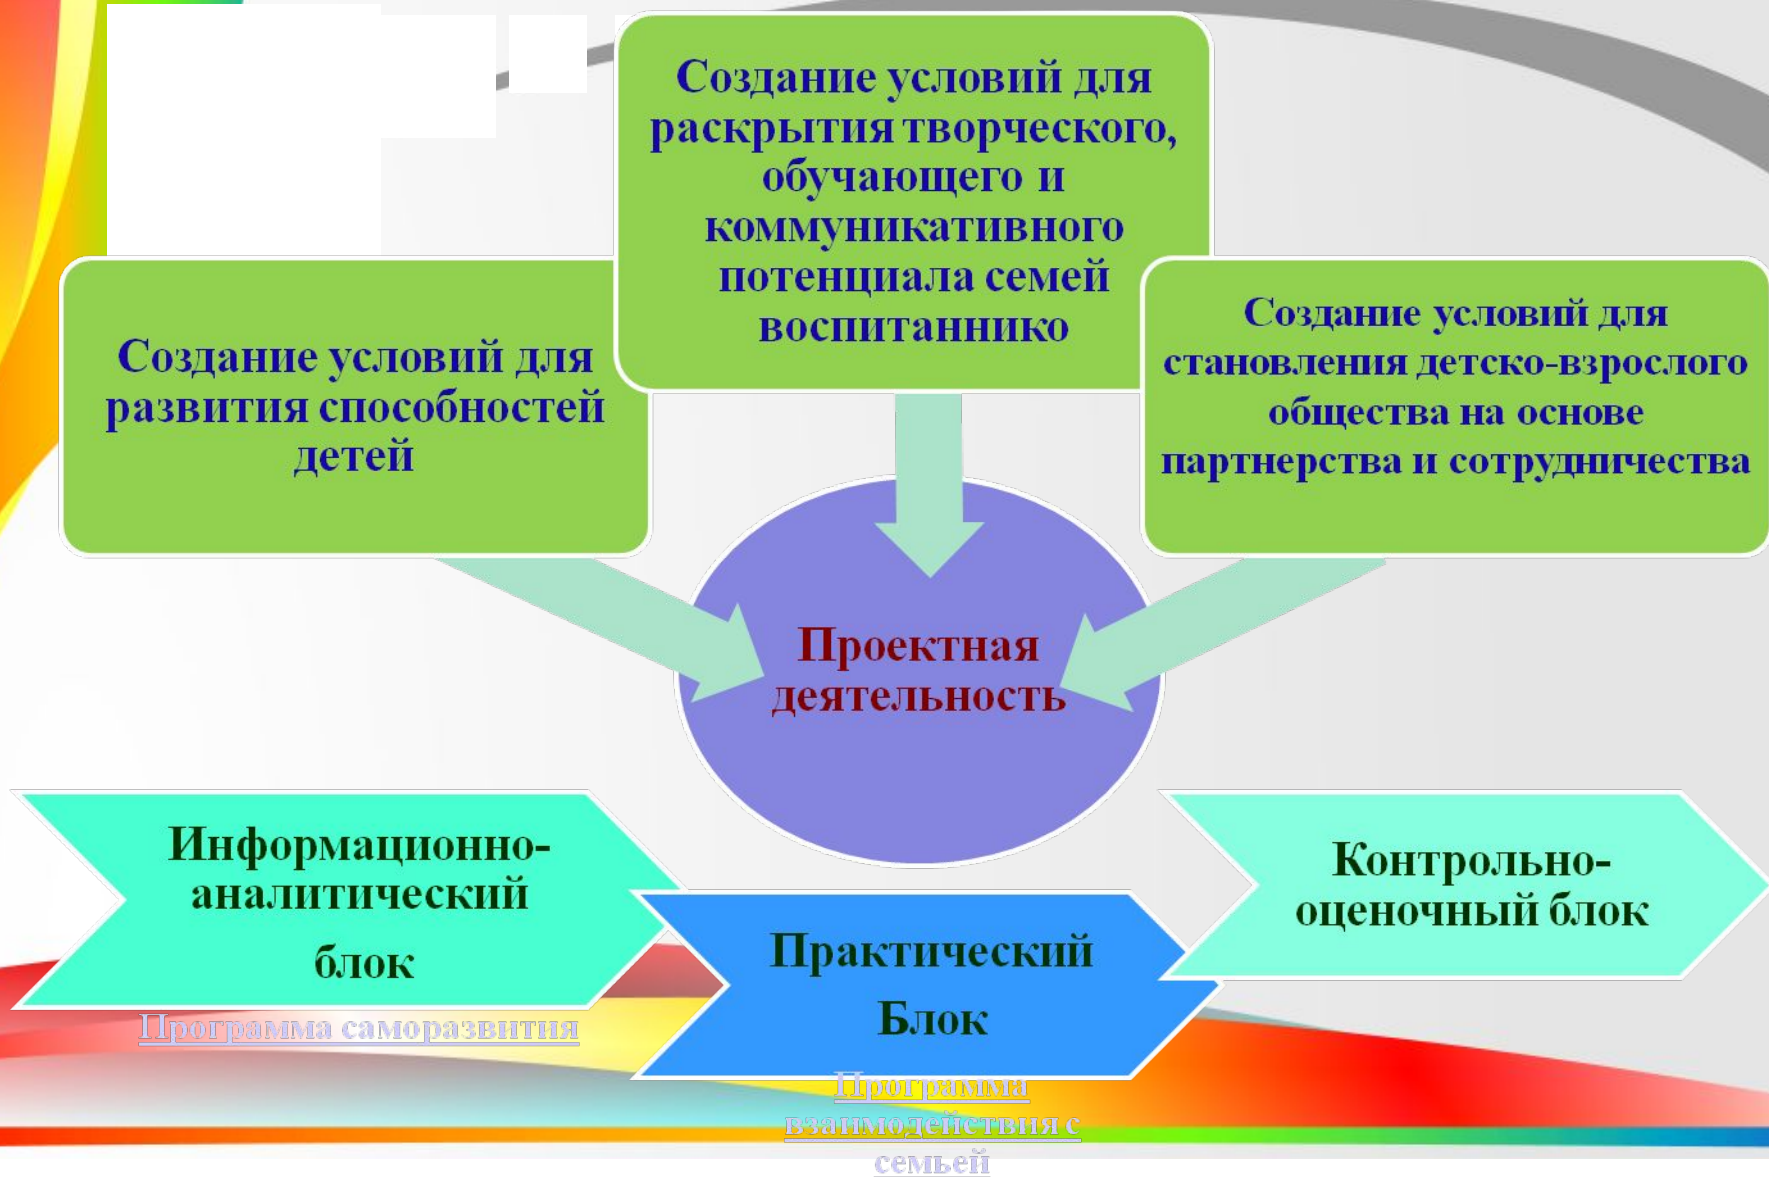 Создание условий для
раскрытия творческого,
обучающего и
коммуникативного
потенциала семей
воспитаннико
Создание условий для
развития способностей
детей
Создание условий для
становления детско-взрослого
общества на основе
партнерства и сотрудничества
Проектная
деятельность
Информационно-
аналитический
блок
Программа саморазвития
Практический
Блок
Программа
взаимодействия с
семьей
Контрольно-
оценочный блок